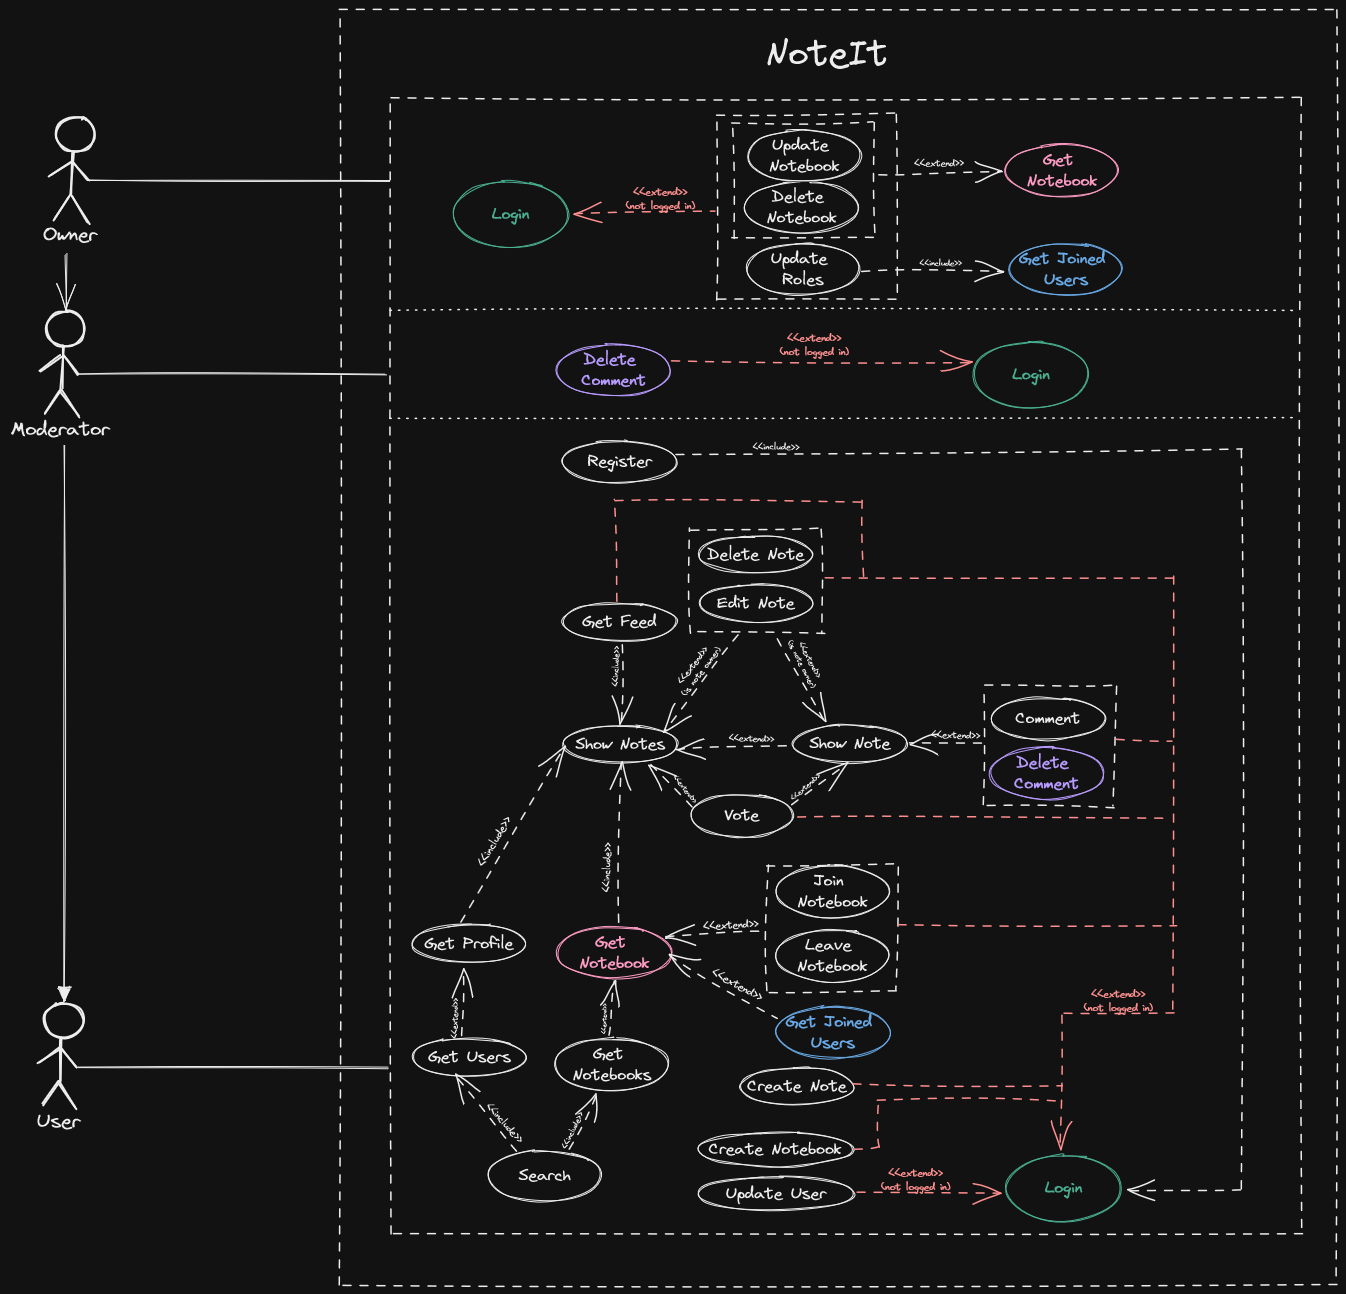 NoteIt
Owner
Login
<<extend>>
(not logged in)
Update
Notebook
Delete
Notebook
Update
Roles
<<extend>>
Get
Notebook
<<include>>
Get Joined
Users
Moderator
Delete
Comment
<<extend>>
(not logged in)
Login
Register
<<include>>
Delete Note
Edit Note
Get Feed
<<include>>
<<extend>>
(is note owner)
<<extend>>
(is note owner)
Show Notes
<<extend>>
Show Note
<<extend>>
Comment
Delete
Comment
<<extend>>
<<extend>>
Vote
<<include>>
<<include>>
Join
Notebook
Leave
Notebook
<<extend>>
Get Profile
Get
Notebook
<<extend>>
Get Joined
Users
<<extend>>
(not logged in)
<<extend>>
<<extend>>
Get Users
Get
Notebooks
Create Note
User
<<include>>
<<include>>
Search
Create Notebook
Update User
<<extend>>
(not logged in)
Login